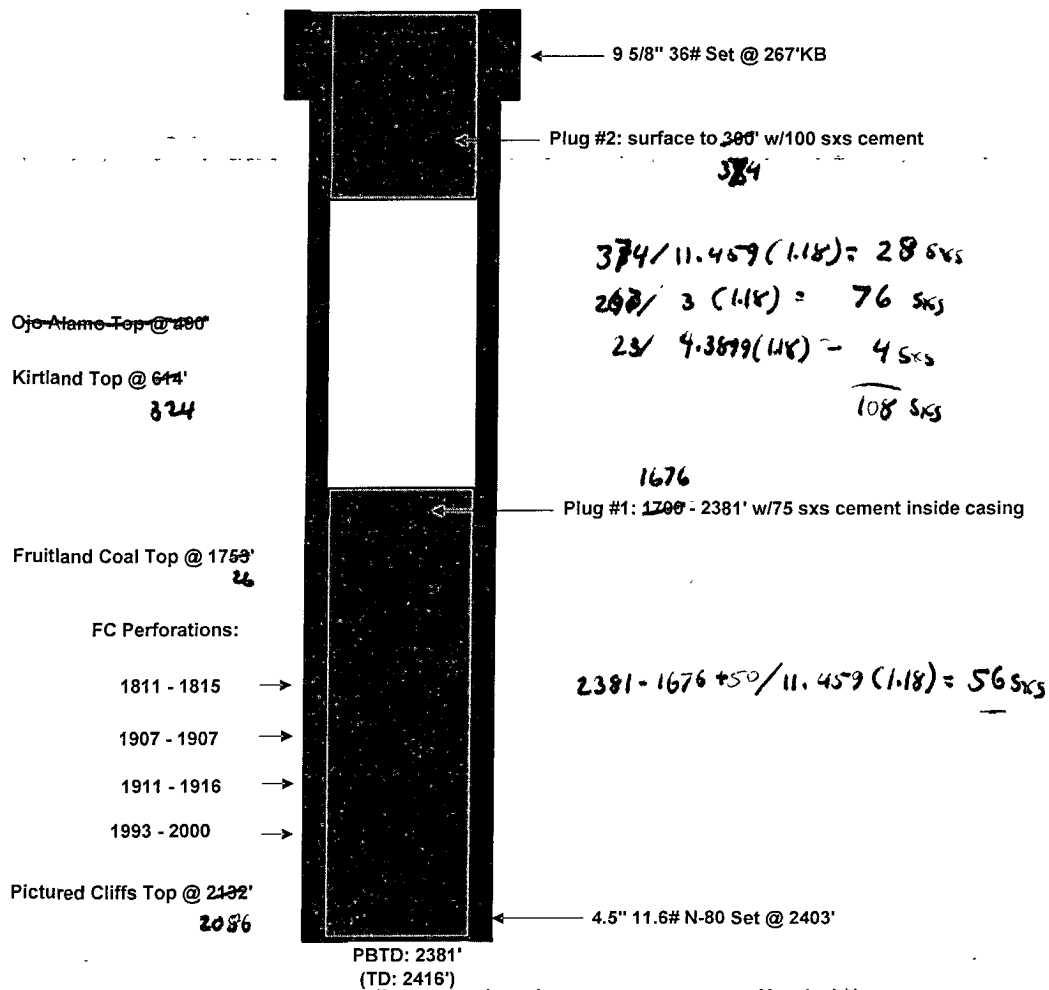 9 5/8" 36# Set @ 267'KB
Plug #2: surface to 300' w/100 sxs cement
374/11.459(1.18)= 28 sxs
3 (1.18) = 76 sxs
Ojo Alamo Top @ 490'
23/ 4.3899(1.18) - 4 sxs
Kirtland Top @ 614'
324
108 sxs
1676
Plug #1: 1700' - 2381' w/75 sxs cement inside casing
Fruitland Coal Top @ 1753'
26
FC Perforations:
2381-1676+50/11.459(1.18)= 56 sxs
1811 - 1815
1907 - 1907
1911 - 1916
1993 - 2000
Pictured Cliffs Top @ 2132'
2086
4.5" 11.6# N-80 Set @ 2403'
PBTD: 2381'
(TD: 2416')